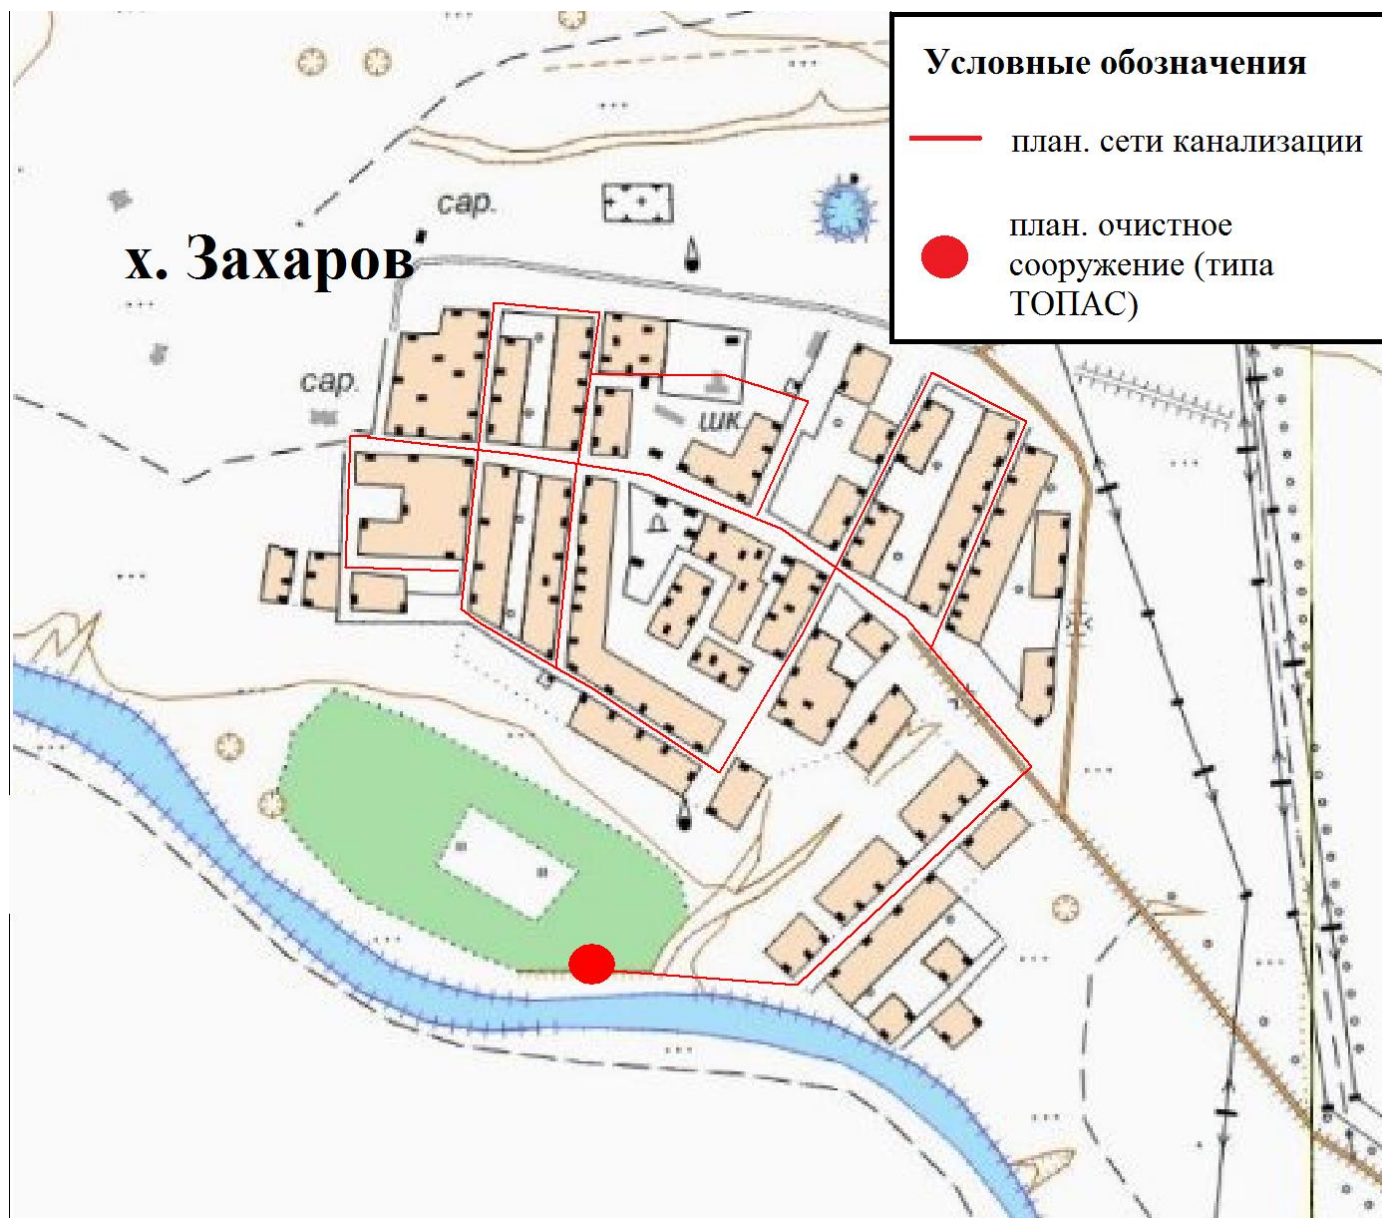 Условные обозначения
план. сети канализации
план. очистное
сооружение (типа
ТОПАС)
сар.
х. Захаров
сар.
шк.